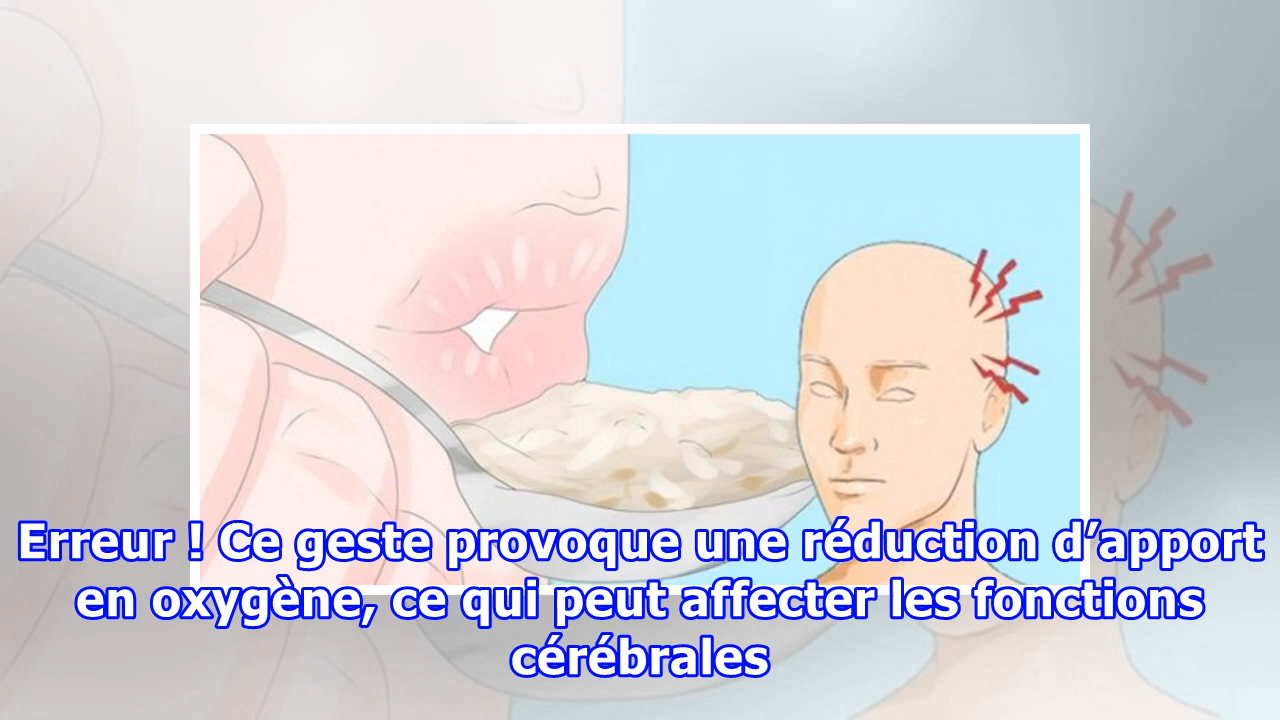 Erreur ! Ce geste provoque une réduction d’apport
en oxygène, ce qui peut affecter les fonctions
cérébrales